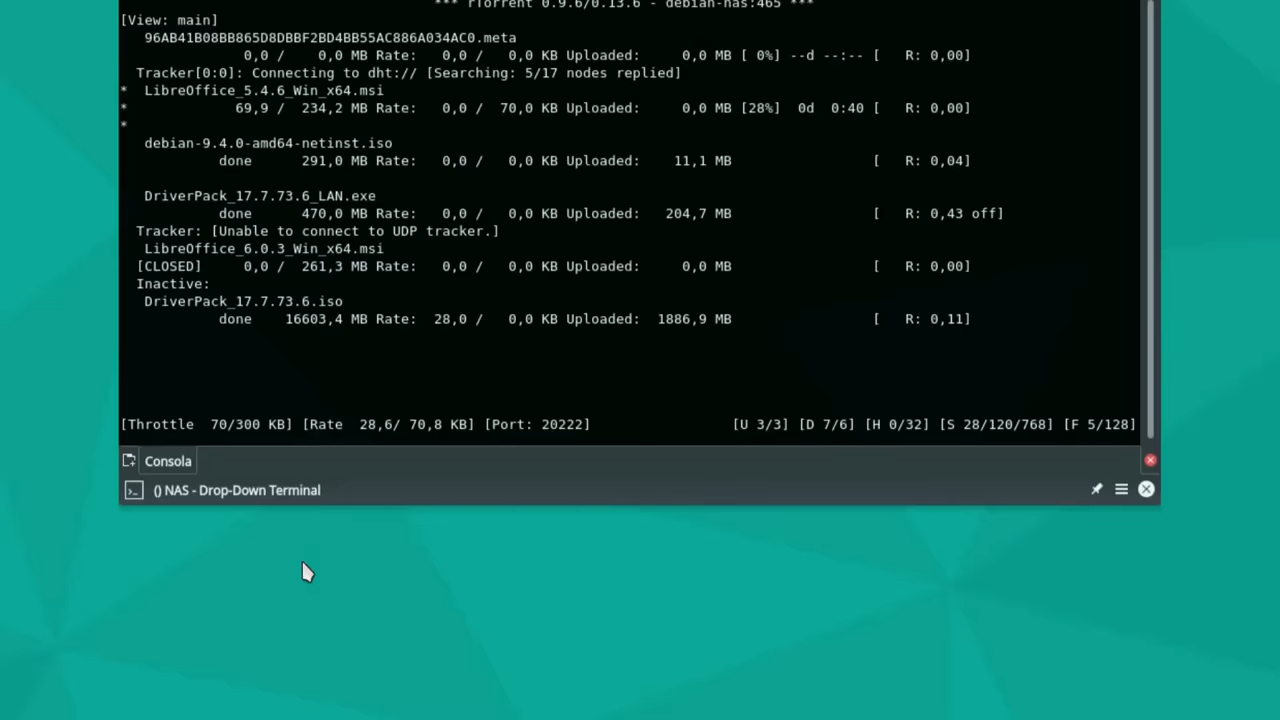 *** rTorrent 0.9.6/0.13.6 - debian-nas:465 ***
[View: main]
96AB41B08BB865D8DBBF2BD4BB55AC886A034AC0.meta
0,0 / 0,0 MB Rate: 0,0 / 0,0 KB Uploaded: 0,0 MB [ 0%] --d --:-- [ R: 0,00]
Tracker[0:0]: Connecting to dht:// [Searching: 5/17 nodes replied]
* LibreOffice_5.4.6_Win_x64.msi
* 69,9 / 234,2 MB Rate: 0,0 / 70,0 KB Uploaded: 0,0 MB [28%] 0d 0:40 [ R: 0,00]
*
debian-9.4.0-amd64-netinst.iso
done 291,0 MB Rate: 0,0 / 0,0 KB Uploaded: 11,1 MB [ R: 0,04]
DriverPack_17.7.73.6_LAN.exe
done 470,0 MB Rate: 0,0 / 0,0 KB Uploaded: 204,7 MB [ R: 0,43 off]
Tracker: [Unable to connect to UDP tracker.]
LibreOffice_6.0.3_Win_x64.msi
[CLOSED] 0,0 / 261,3 MB Rate: 0,0 / 0,0 KB Uploaded: 0,0 MB [ R: 0,00]
Inactive:
DriverPack_17.7.73.6.iso
done 16603,4 MB Rate: 28,0 / 0,0 KB Uploaded: 1886,9 MB [ R: 0,11]
[Throttle 70/300 KB] [Rate 28,6/ 70,8 KB] [Port: 20222] [U 3/3] [D 7/6] [H 0/32] [S 28/120/768] [F 5/128]
Consola
() NAS - Drop-Down Terminal